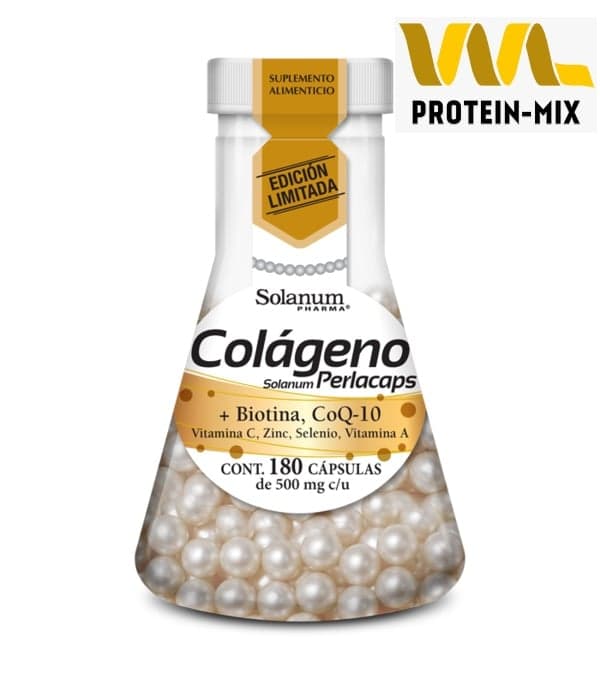 PROTEIN-MIX
SUPLEMENTO
ALIMENTICIO
EDICIÓN
LIMITADA
Solanum
PHARMA®
Colágeno
Solanum Perlacaps
+ Biotina, CoQ-10
Vitamina C, Zinc, Selenio, Vitamina A
CONT. 180 CÁPSULAS
de 500 mg c/u